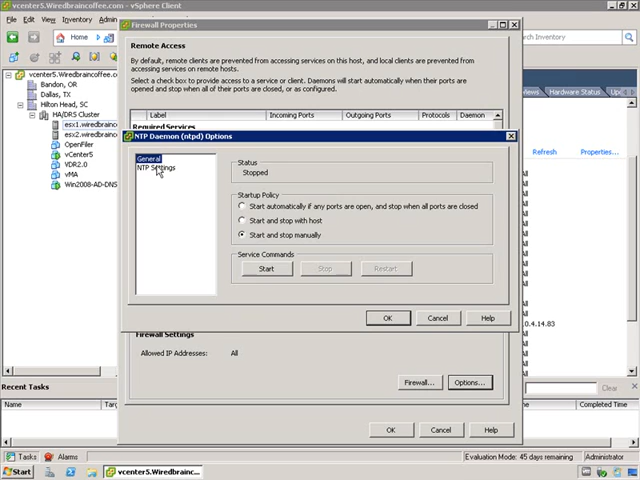 vcenter5.Wiredbraincoffee.com - vSphere Client
File Edit View In
Firewall Properties
Home
Search Inventory
vcenter5.Wiredbraincoffee.com
Bandon, OR
Dallas, TX
Hilton Head, SC
HA/DRS Cluster
esx1.wiredbrainc
esx2.wiredbrainc
OpenFiler
vCenter5
VDR2.0
vMA
Win2008-AD-DNS
Remote Access
By default, remote clients are prevented from accessing services on this host, and local clients are prevented from
accessing services on remote hosts.
Select a check box to provide access to a service or client. Daemons will start automatically when their ports are
opened and stop when all of their ports are closed, or as configured.
Label Incoming Ports Outgoing Ports Protocols Daemon
Required Services
Hardware Status
Refresh Properties...
NTP Daemon (ntpd) Options
General
NTP Settings
Status
Stopped
Startup Policy
Start automatically if any ports are open, and stop when all ports are closed
Start and stop with host
Start and stop manually
Service Commands
Start Stop Restart
OK Cancel Help
0.4.14.83
Firewall Settings
Allowed IP Addresses: All
Firewall... Options...
OK Cancel Help
Recent Tasks
Clear
Name Completed Time
Tasks Alarms
Evaluation Mode: 45 days remaining Administrator
Start vcenter5.Wiredbrainc...